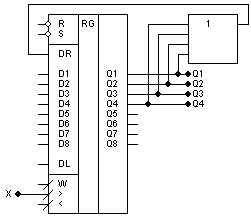 R RG 1
S
DR
D1 Q1 Q1
D2 Q2 Q2
D3 Q3 Q3
D4 Q4 Q4
D5 Q5
D6 Q6
D7 Q7
D8 Q8
DL
W
X >
<